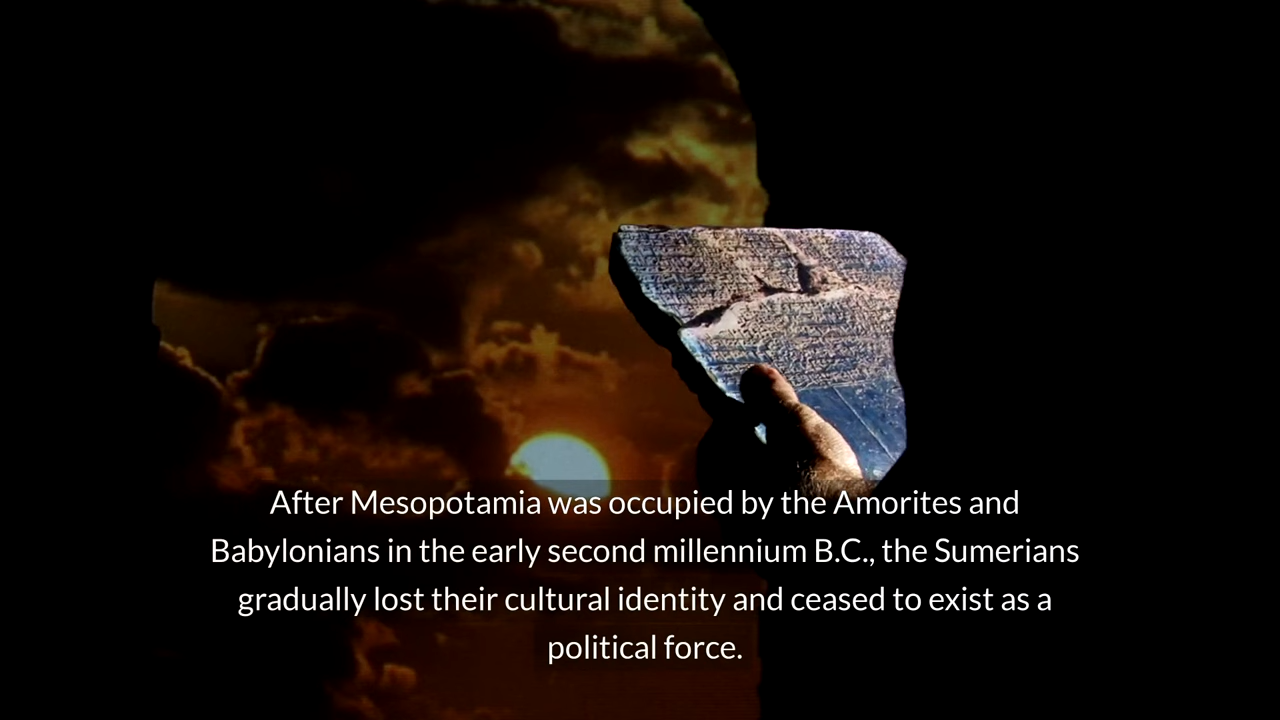 After Mesopotamia was occupied by the Amorites and
Babylonians in the early second millennium B.C., the Sumerians
gradually lost their cultural identity and ceased to exist as a
political force.